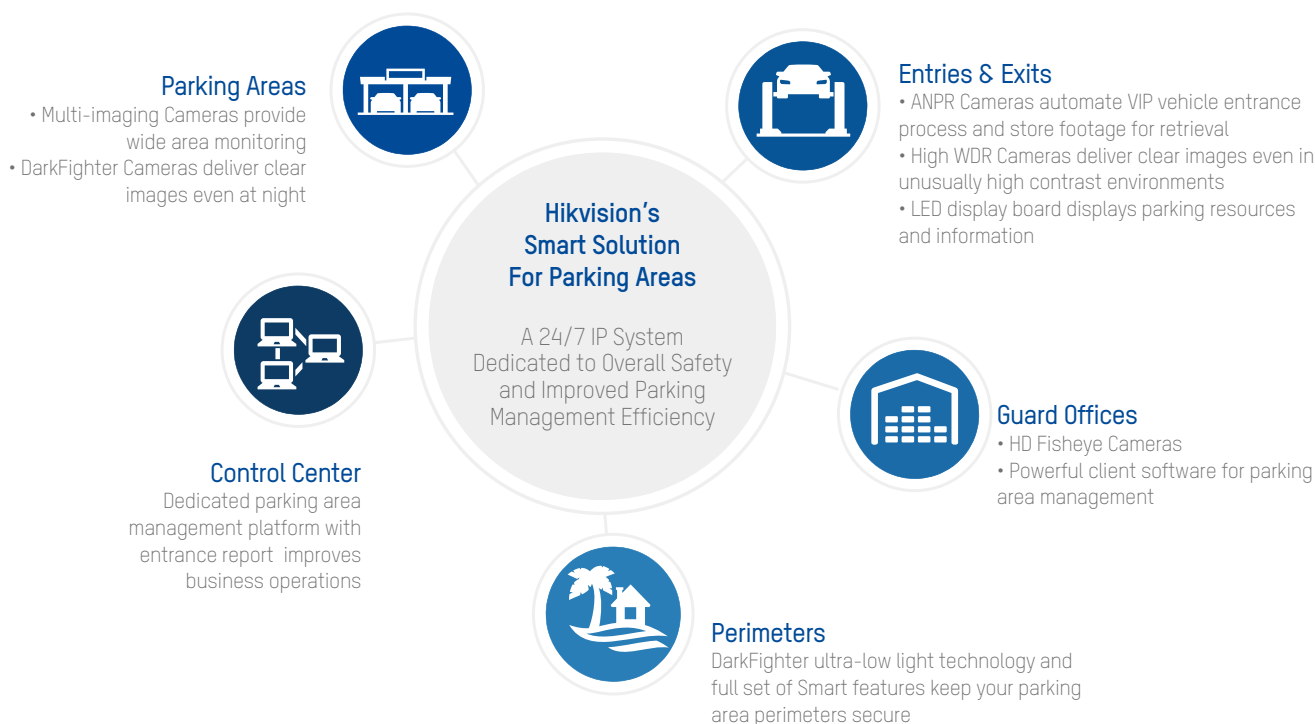 Parking Areas
• Multi-imaging Cameras provide
wide area monitoring
• DarkFighter Cameras deliver clear
images even at night
Entries & Exits
• ANPR Cameras automate VIP vehicle entrance
process and store footage for retrieval
• High WDR Cameras deliver clear images even in
unusually high contrast environments
• LED display board displays parking resources
and information
Hikvision's
Smart Solution
For Parking Areas
A 24/7 IP System
Dedicated to Overall Safety
and Improved Parking
Management Efficiency
Guard Offices
• HD Fisheye Cameras
• Powerful client software for parking
area management
Control Center
Dedicated parking area
management platform with
entrance report improves
business operations
Perimeters
DarkFighter ultra-low light technology and
full set of Smart features keep your parking
area perimeters secure